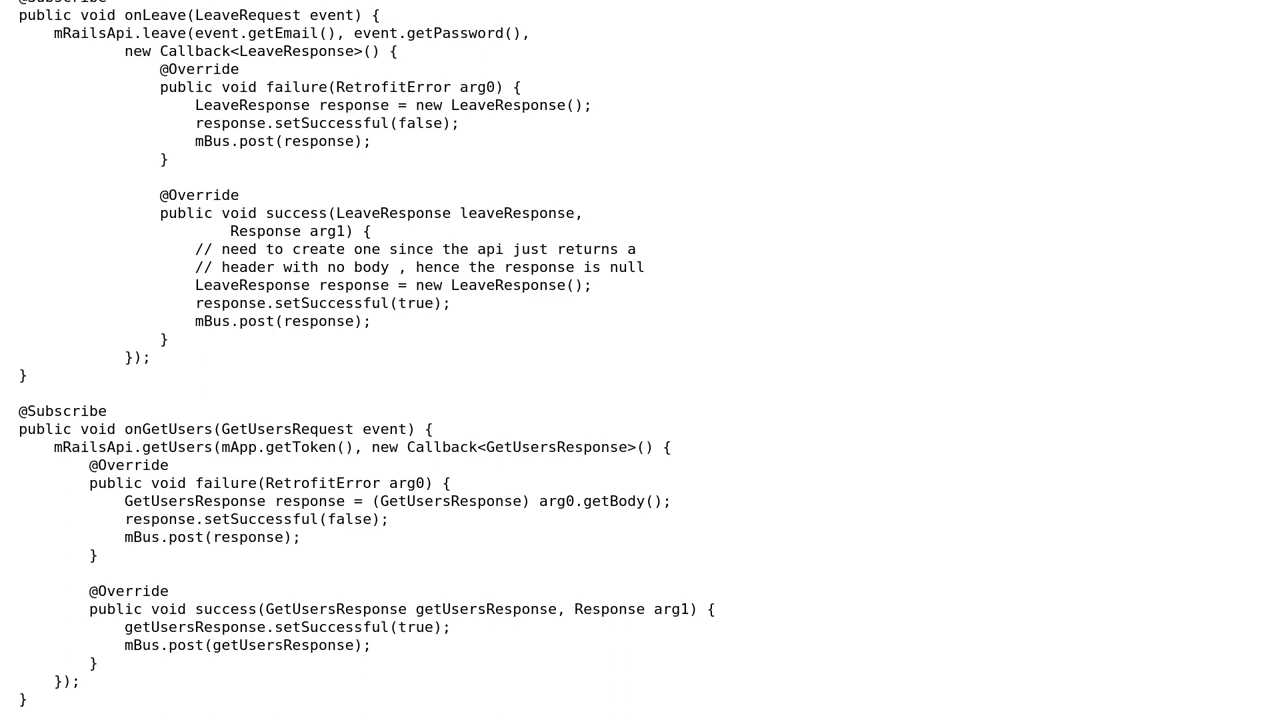 @Subscribe
public void onLeave(LeaveRequest event) {
    mRailsApi.leave(event.getEmail(), event.getPassword(),
            new Callback<LeaveResponse>() {
                @Override
                public void failure(RetrofitError arg0) {
                    LeaveResponse response = new LeaveResponse();
                    response.setSuccessful(false);
                    mBus.post(response);
                }

                @Override
                public void success(LeaveResponse leaveResponse,
                        Response arg1) {
                    // need to create one since the api just returns a
                    // header with no body , hence the response is null
                    LeaveResponse response = new LeaveResponse();
                    response.setSuccessful(true);
                    mBus.post(response);
                }
            });
}

@Subscribe
public void onGetUsers(GetUsersRequest event) {
    mRailsApi.getUsers(mApp.getToken(), new Callback<GetUsersResponse>() {
        @Override
        public void failure(RetrofitError arg0) {
            GetUsersResponse response = (GetUsersResponse) arg0.getBody();
            response.setSuccessful(false);
            mBus.post(response);
        }

        @Override
        public void success(GetUsersResponse getUsersResponse, Response arg1) {
            getUsersResponse.setSuccessful(true);
            mBus.post(getUsersResponse);
        }
    });
}